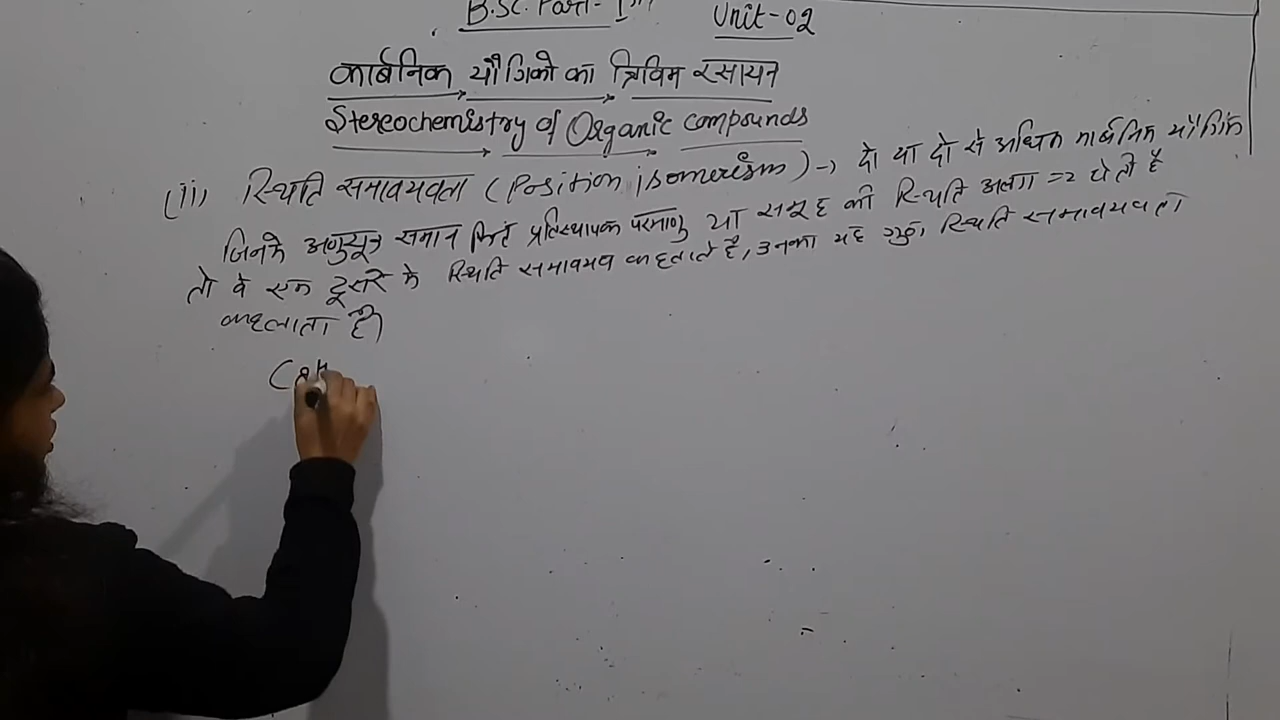 B.Sc. Part-Ist Unit-02
कार्बनिक यौगिको का त्रिविम रसायन
Stereochemistry of Organic compounds
(ii) स्थिति समावयवता (Position isomerism) → दो या दो से अधिक कार्बनिक यौगिक
जिनके अणुसूत्र समान किन्तु प्रतिस्थापक परमाणु या समूह की स्थिति अलग-2 होती है
तो वे एक दूसरे के स्थिति समावयव कहलाते है, उनका यह गुण स्थिति समावयवता
कहलाता है।